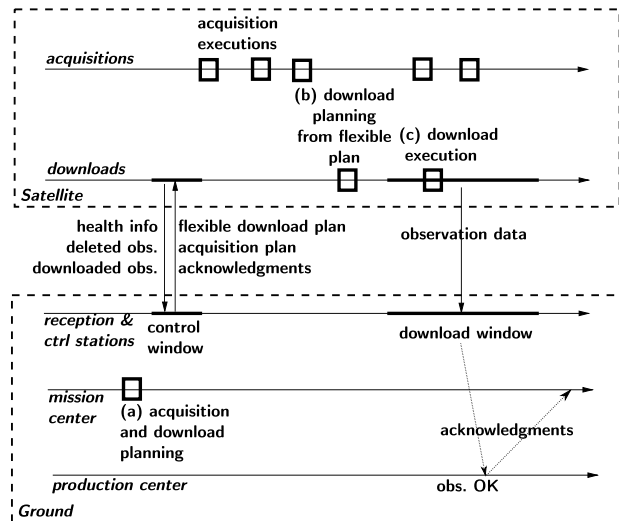 acquisition
executions
acquisitions
(b) download
planning
from flexible
plan
(c) download
execution
downloads
Satellite
health info
deleted obs.
downloaded obs.
flexible download plan
acquisition plan
acknowledgments
observation data
reception &
ctrl stations
control
window
download window
mission
center
(a) acquisition
and download
planning
acknowledgments
production center
obs. OK
Ground